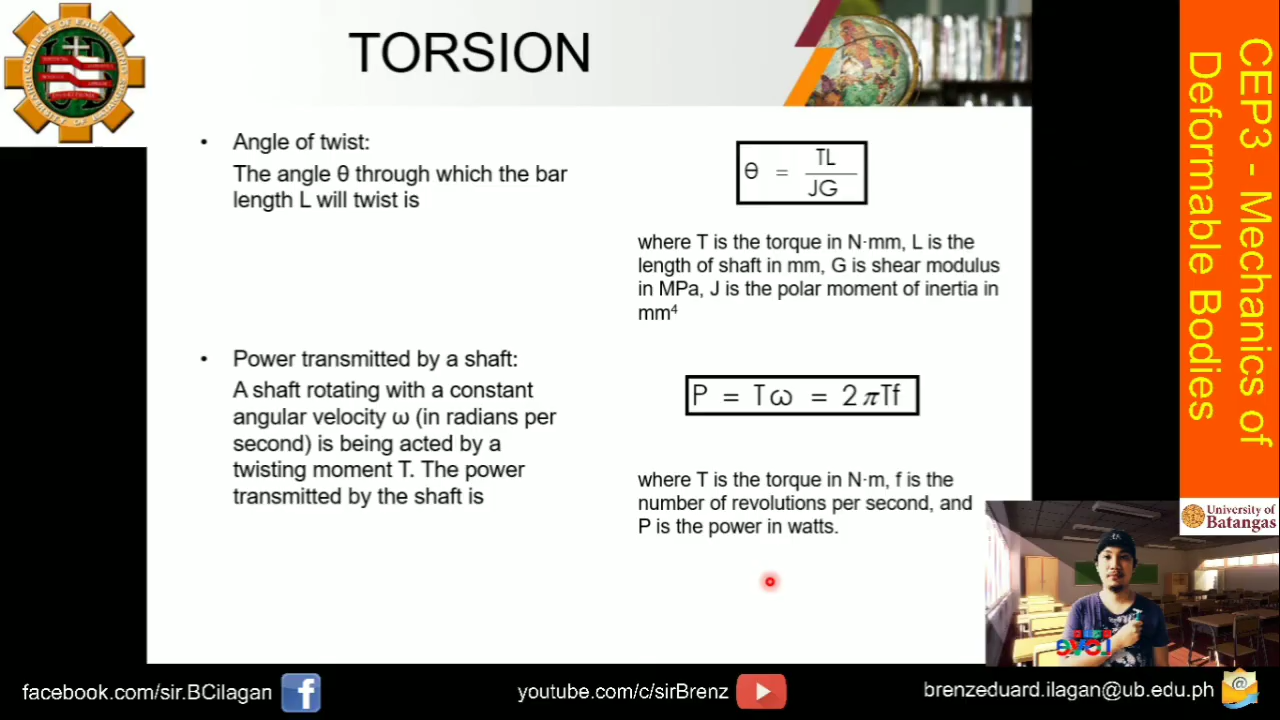 TORSION
• Angle of twist:
The angle θ through which the bar
length L will twist is
θ = TL / JG
where T is the torque in N·mm, L is the
length of shaft in mm, G is shear modulus
in MPa, J is the polar moment of inertia in
mm⁴
• Power transmitted by a shaft:
A shaft rotating with a constant
angular velocity ω (in radians per
second) is being acted by a
twisting moment T. The power
transmitted by the shaft is
P = Tω = 2πTf
where T is the torque in N·m, f is the
number of revolutions per second, and
P is the power in watts.
CEP3 - Mechanics of
Deformable Bodies
University of
Batangas
facebook.com/sir.BCilagan
youtube.com/c/sirBrenz
brenzeduard.ilagan@ub.edu.ph